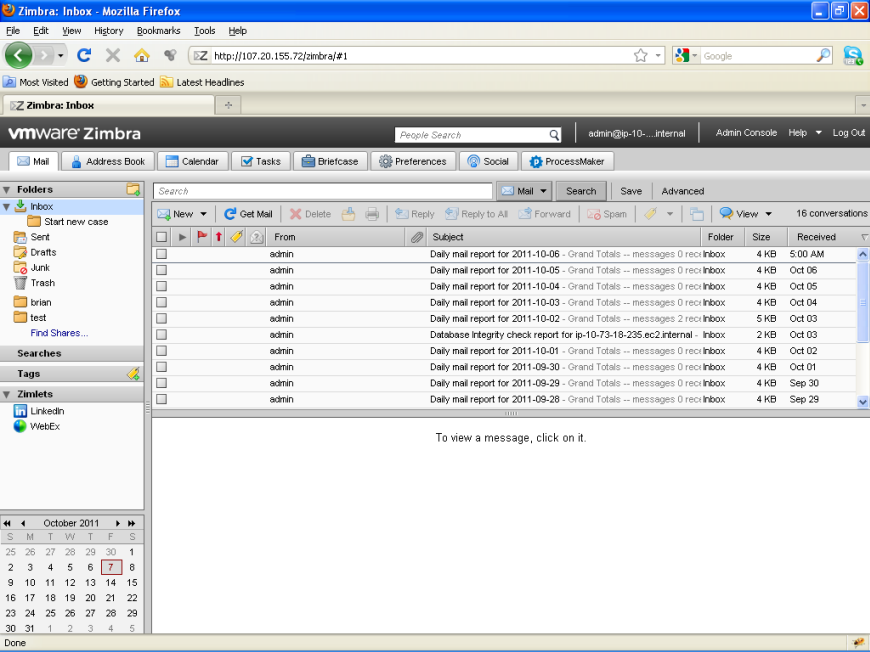 Zimbra: Inbox - Mozilla Firefox
File Edit View History Bookmarks Tools Help
http://107.20.155.72/zimbra/#1 Google
Most Visited Getting Started Latest Headlines
Zimbra: Inbox
vmware Zimbra People Search admin@ip-10-....internal Admin Console Help Log Out
Mail Address Book Calendar Tasks Briefcase Preferences Social ProcessMaker
Folders Search Mail Search Save Advanced
Inbox New Get Mail Delete Reply Reply to All Forward Spam View 16 conversations
Start new case
Sent From Subject Folder Size Received
Drafts admin Daily mail report for 2011-10-06 - Grand Totals -- messages 0 rece Inbox 4 KB 5:00 AM
Junk admin Daily mail report for 2011-10-05 - Grand Totals -- messages 0 rece Inbox 4 KB Oct 06
Trash admin Daily mail report for 2011-10-04 - Grand Totals -- messages 0 rece Inbox 4 KB Oct 05
brian admin Daily mail report for 2011-10-03 - Grand Totals -- messages 0 rece Inbox 4 KB Oct 04
test admin Daily mail report for 2011-10-02 - Grand Totals -- messages 2 rece Inbox 5 KB Oct 03
Find Shares... admin Database Integrity check report for ip-10-73-18-235.ec2.internal - Inbox 2 KB Oct 03
Searches admin Daily mail report for 2011-10-01 - Grand Totals -- messages 0 rece Inbox 4 KB Oct 02
Tags admin Daily mail report for 2011-09-30 - Grand Totals -- messages 0 rece Inbox 4 KB Oct 01
Zimlets admin Daily mail report for 2011-09-29 - Grand Totals -- messages 0 rece Inbox 4 KB Sep 30
LinkedIn admin Daily mail report for 2011-09-28 - Grand Totals -- messages 0 rece Inbox 4 KB Sep 29
WebEx
To view a message, click on it.
October 2011
S M T W T F S
25 26 27 28 29 30 1
2 3 4 5 6 7 8
9 10 11 12 13 14 15
16 17 18 19 20 21 22
23 24 25 26 27 28 29
30 31 1 2 3 4 5
Done